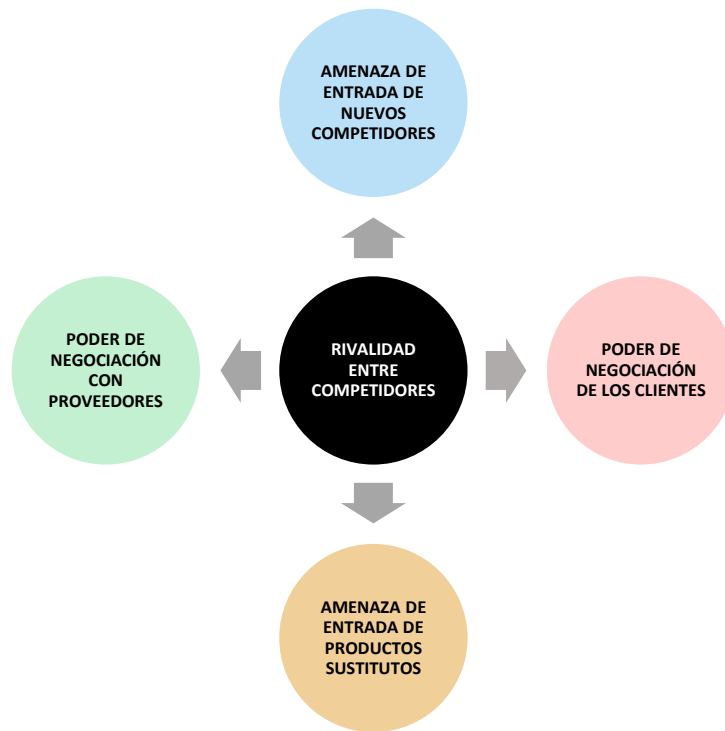 AMENAZA DE
ENTRADA DE
NUEVOS
COMPETIDORES
PODER DE
NEGOCIACIÓN
CON
PROVEEDORES
RIVALIDAD
ENTRE
COMPETIDORES
PODER DE
NEGOCIACIÓN
DE LOS CLIENTES
AMENAZA DE
ENTRADA DE
PRODUCTOS
SUSTITUTOS